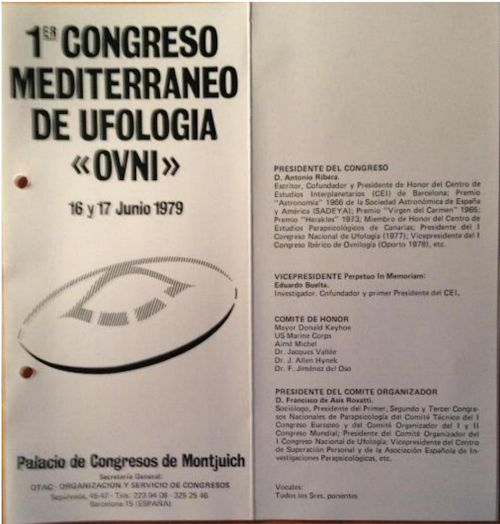 1ER CONGRESO
MEDITERRANEO
DE UFOLOGIA
«OVNI»
16 y 17 Junio 1979
Palacio de Congresos de Montjuich
Secretaría General:
OTAC - ORGANIZACION Y SERVICIO DE CONGRESOS
Sepúlveda, 45-47 - Tels: 223 94 08 - 325 25 46
Barcelona-15 (ESPAÑA)
PRESIDENTE DEL CONGRESO
D. Antonio Ribera.
Escritor, Cofundador y Presidente de Honor del Centro de
Estudios Interplanetarios (CEI) de Barcelona; Premio
"Astronomía" 1966 de la Sociedad Astronómica de España
y América (SADEYA); Premio "Virgen del Carmen" 1965;
Premio "Herakles" 1973; Miembro de Honor del Centro de
Estudios Parapsicológicos de Canarias; Presidente del I
Congreso Nacional de Ufología (1977); Vicepresidente del I
Congreso Ibérico de Ovnilogía (Oporto 1978), etc.
VICEPRESIDENTE Perpetuo In Memoriam:
Eduardo Buelta.
Investigador. Cofundador y primer Presidente del CEI.
COMITE DE HONOR
Mayor Donald Keyhoe
US Marine Corps
Aimé Michel
Dr. Jacques Vallée
Dr. J. Allen Hynek
Dr. F. Jiménez del Oso
PRESIDENTE DEL COMITE ORGANIZADOR
D. Francisco de Asis Rovatti.
Sociólogo, Presidente del Primer, Segundo y Tercer Congre-
sos Nacionales de Parapsicología del Comité Técnico del I
Congreso Europeo y del Comité Organizador del I y II
Congreso Mundial; Presidente del Comité Organizador del
I Congreso Nacional de Ufología; Vicepresidente del Centro
de Superación Personal y de la Asociación Española de In-
vestigaciones Parapsicológicas, etc.
Vocales:
Todos los Sres. ponentes